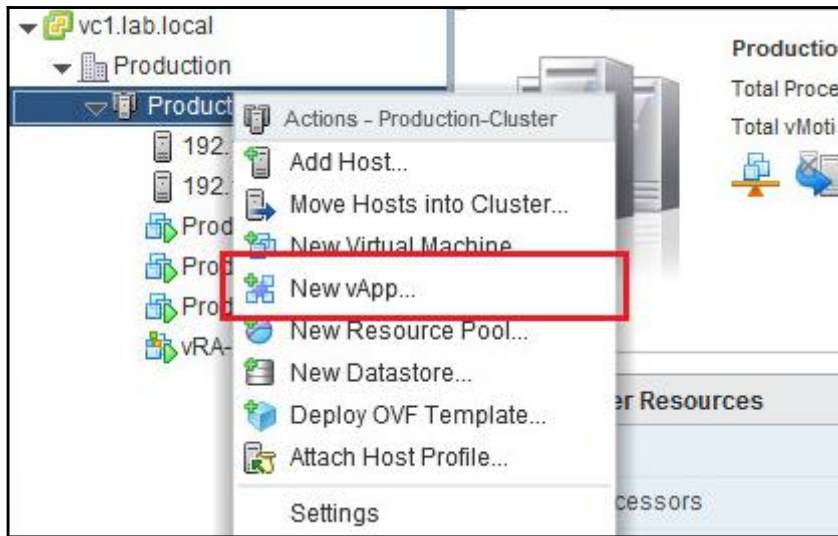 vc1.lab.local
Production
Product
192.
192.
Prod
Prod
Prod
vRA-
Actions - Production-Cluster
Add Host...
Move Hosts into Cluster...
New Virtual Machine
New vApp...
New Resource Pool...
New Datastore...
Deploy OVF Template...
Attach Host Profile...
Settings
Productio
Total Proce
Total vMoti
er Resources
cessors